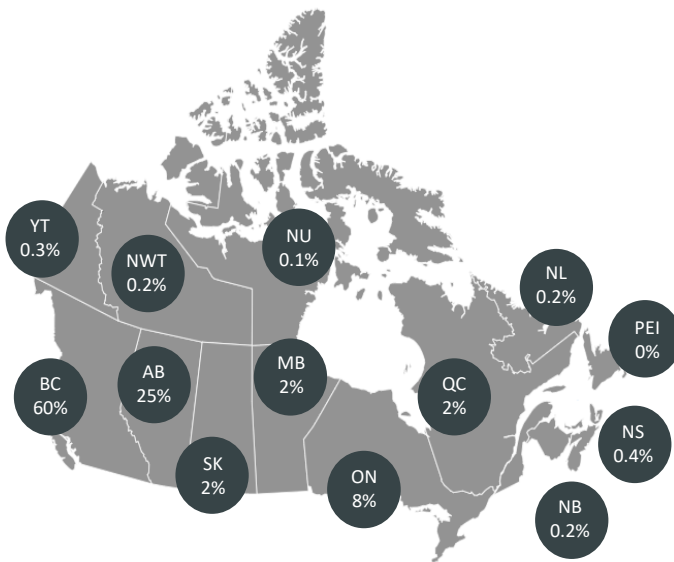 YT
0.3%
NWT
0.2%
NU
0.1%
NL
0.2%
PEI
0%
BC
60%
AB
25%
MB
2%
QC
2%
NS
0.4%
SK
2%
ON
8%
NB
0.2%